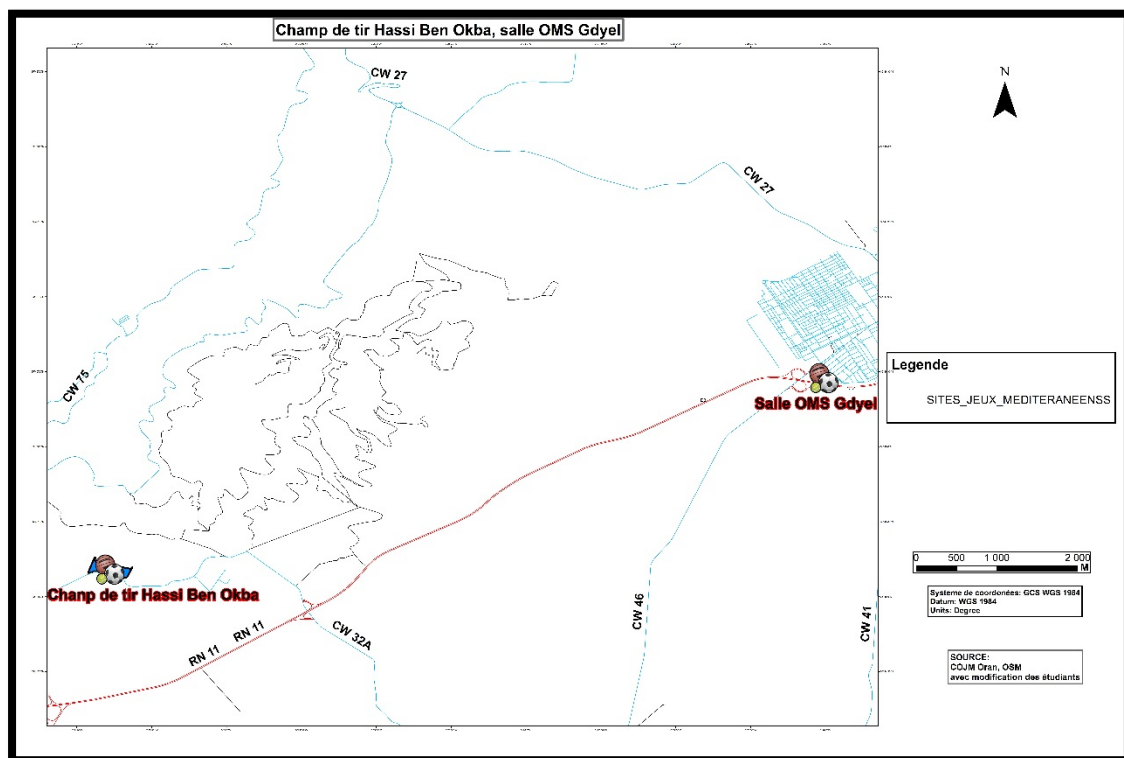 Champ de tir Hassi Ben Okba, salle OMS Gdyel
CW 27
N
CW 27
CW 75
Legende
SITES_JEUX_MEDITERANEENSS
Salle OMS Gdyel
Chanp de tir Hassi Ben Okba
0 500 1 000 2 000
M
Systeme de coordonées: GCS WGS 1984
Datum: WGS 1984
Units: Degree
CW 46
CW 41
RN 11
RN 11
CW 32A
SOURCE:
COJM Oran, OSM
avec modification des étudiants